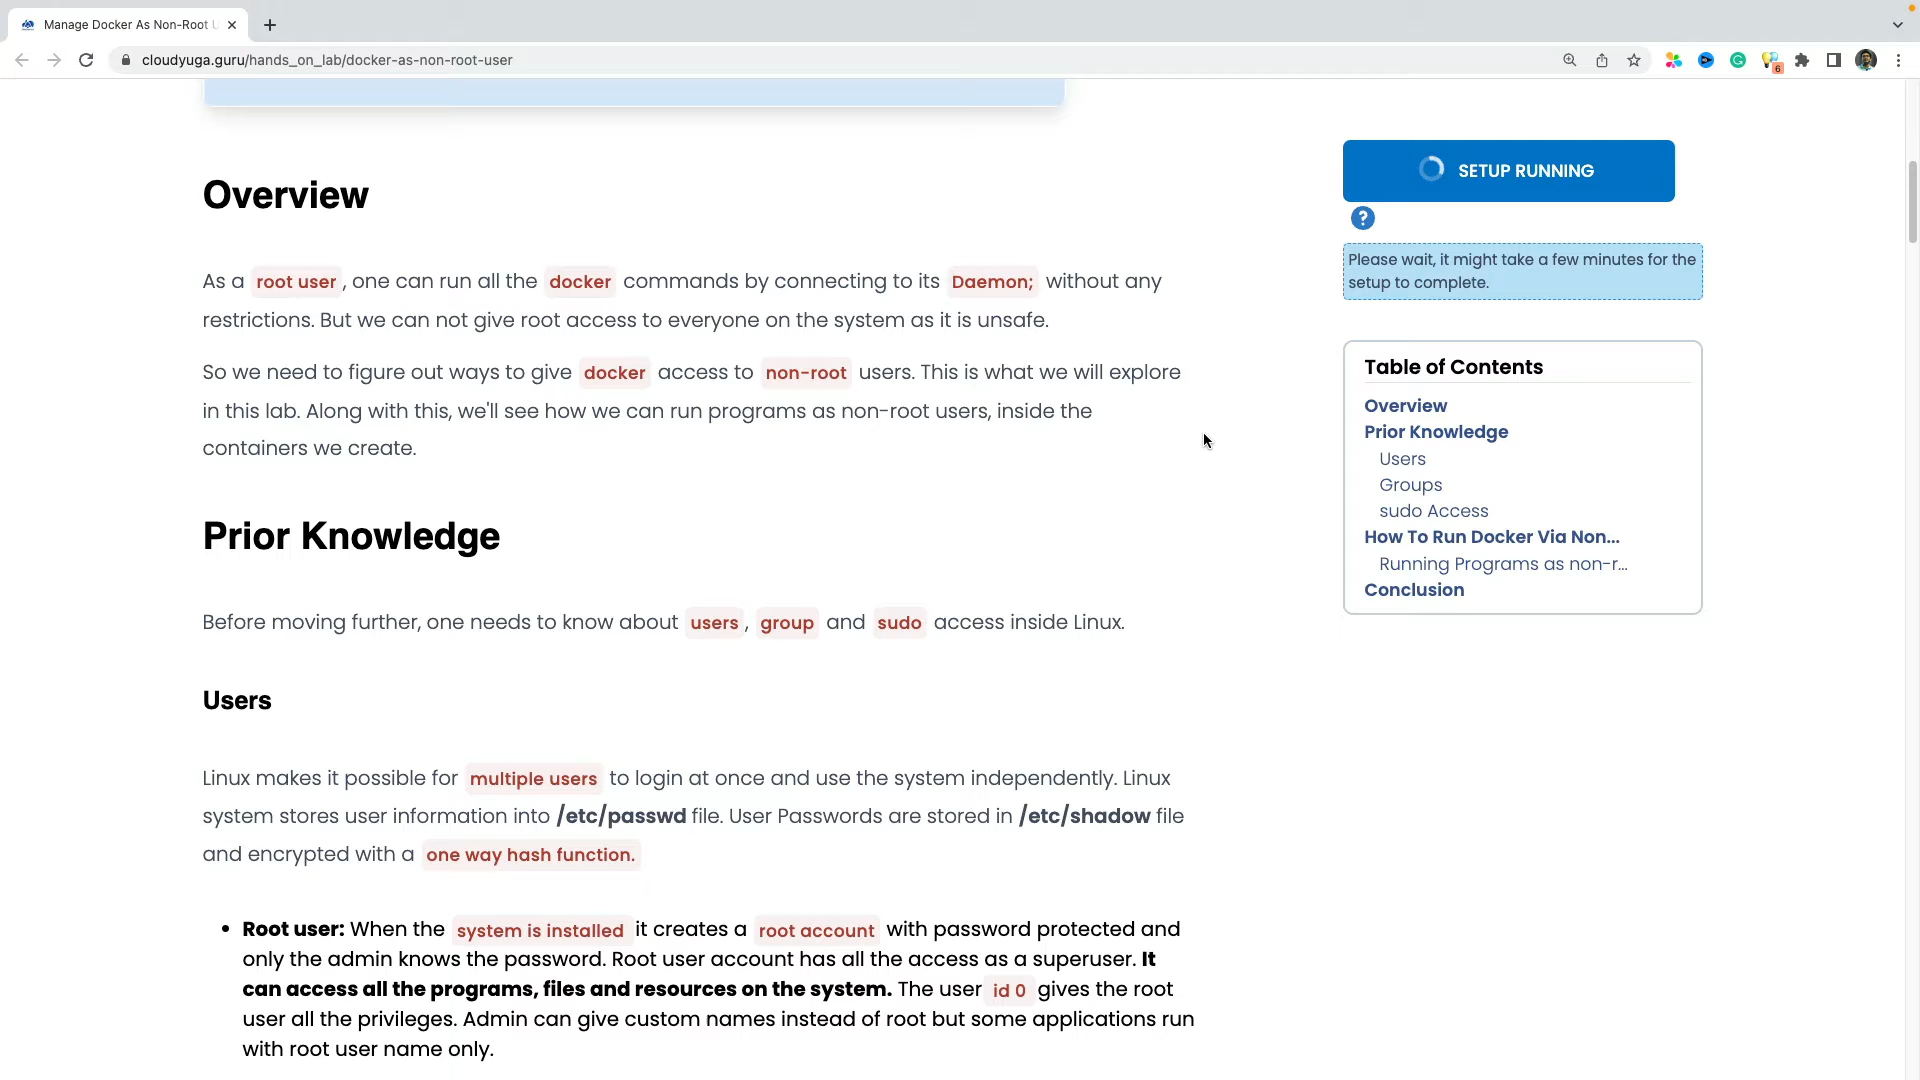 Manage Docker As Non-Root U
cloudyuga.guru/hands_on_lab/docker-as-non-root-user
6
Overview
As a root user, one can run all the docker commands by connecting to its Daemon; without any
restrictions. But we can not give root access to everyone on the system as it is unsafe.
So we need to figure out ways to give docker access to non-root users. This is what we will explore
in this lab. Along with this, we'll see how we can run programs as non-root users, inside the
containers we create.
Prior Knowledge
Before moving further, one needs to know about users, group and sudo access inside Linux.
Users
Linux makes it possible for multiple users to login at once and use the system independently. Linux
system stores user information into /etc/passwd file. User Passwords are stored in /etc/shadow file
and encrypted with a one way hash function.
• Root user: When the system is installed it creates a root account with password protected and
only the admin knows the password. Root user account has all the access as a superuser. It
can access all the programs, files and resources on the system. The user id 0 gives the root
user all the privileges. Admin can give custom names instead of root but some applications run
with root user name only.
SETUP RUNNING
?
Please wait, it might take a few minutes for the
setup to complete.
Table of Contents
Overview
Prior Knowledge
Users
Groups
sudo Access
How To Run Docker Via Non...
Running Programs as non-r...
Conclusion